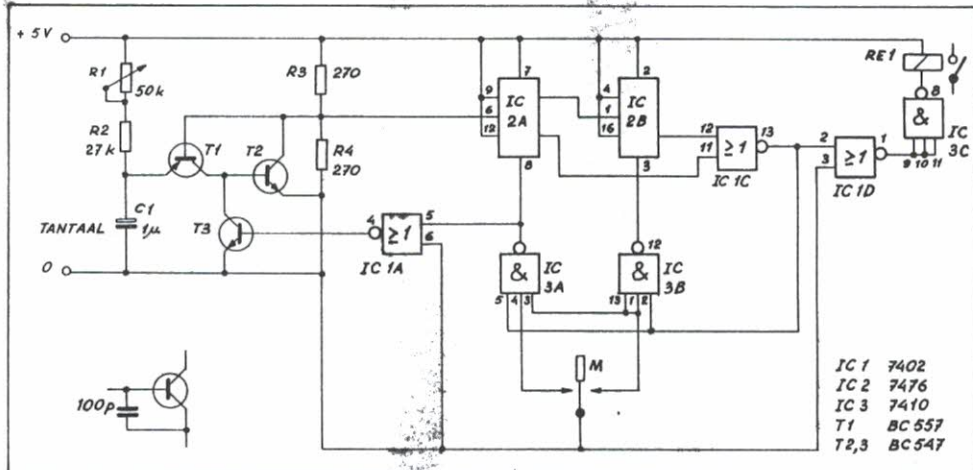 + 5V
R1
50k
R2
27k
TANTAAL
C1
1µ
0
T1
T2
T3
R3
270
R4
270
4
≥1
5
6
IC 1A
7
9
6
12
IC
2A
8
2
4
1
16
IC
2B
3
12
11
≥1
13
IC 1C
2
3
≥1
1
IC 1D
RE1
8
&
IC
3C
9 10 11
&
IC
3A
5 4 3
12
&
IC
3B
13 1 2
M
100p
IC 1 7402
IC 2 7476
IC 3 7410
T1 BC 557
T2,3 BC 547